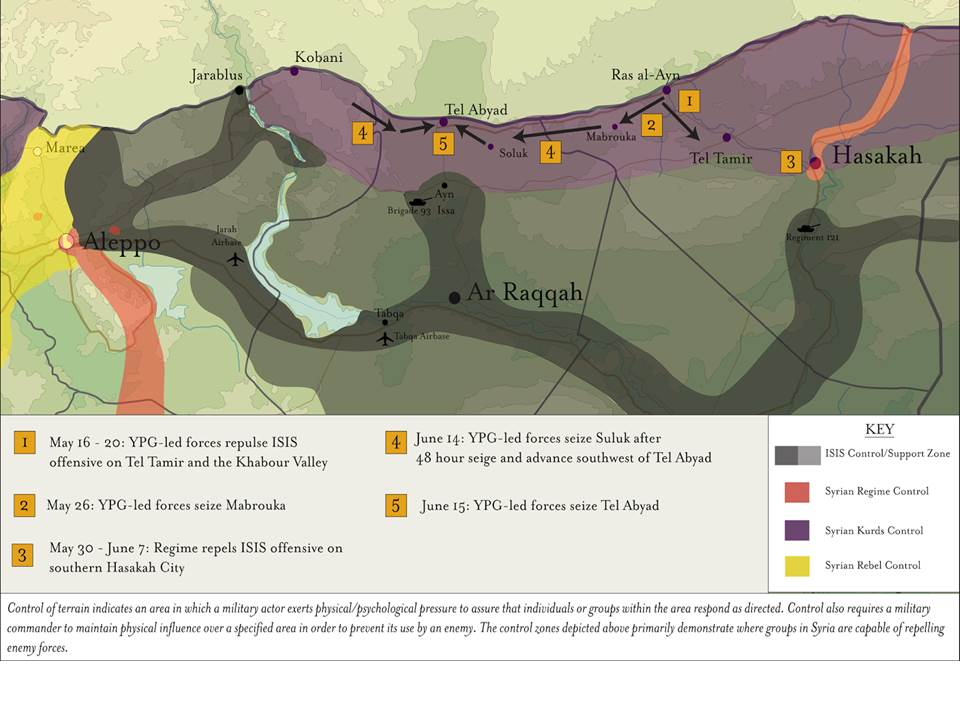 Kobani
Jarablus
Ras al-Ayn
Tel Abyad
1
4
2
5
Mabrouka
Soluk
4
Tel Tamir
3
Hasakah
Marea
Ayn
Issa
Brigade 93
Jarah
Airbase
Regiment 121
Aleppo
Ar Raqqah
Tabqa
Tabqa Airbase
1 May 16 - 20: YPG-led forces repulse ISIS
offensive on Tel Tamir and the Khabour Valley
2 May 26: YPG-led forces seize Mabrouka
3 May 30 - June 7: Regime repels ISIS offensive on
southern Hasakah City
4 June 14: YPG-led forces seize Suluk after
48 hour seige and advance southwest of Tel Abyad
5 June 15: YPG-led forces seize Tel Abyad
KEY
ISIS Control/Support Zone
Syrian Regime Control
Syrian Kurds Control
Syrian Rebel Control
Control of terrain indicates an area in which a military actor exerts physical/psychological pressure to assure that individuals or groups within the area respond as directed. Control also requires a military
commander to maintain physical influence over a specified area in order to prevent its use by an enemy. The control zones depicted above primarily demonstrate where groups in Syria are capable of repelling
enemy forces.